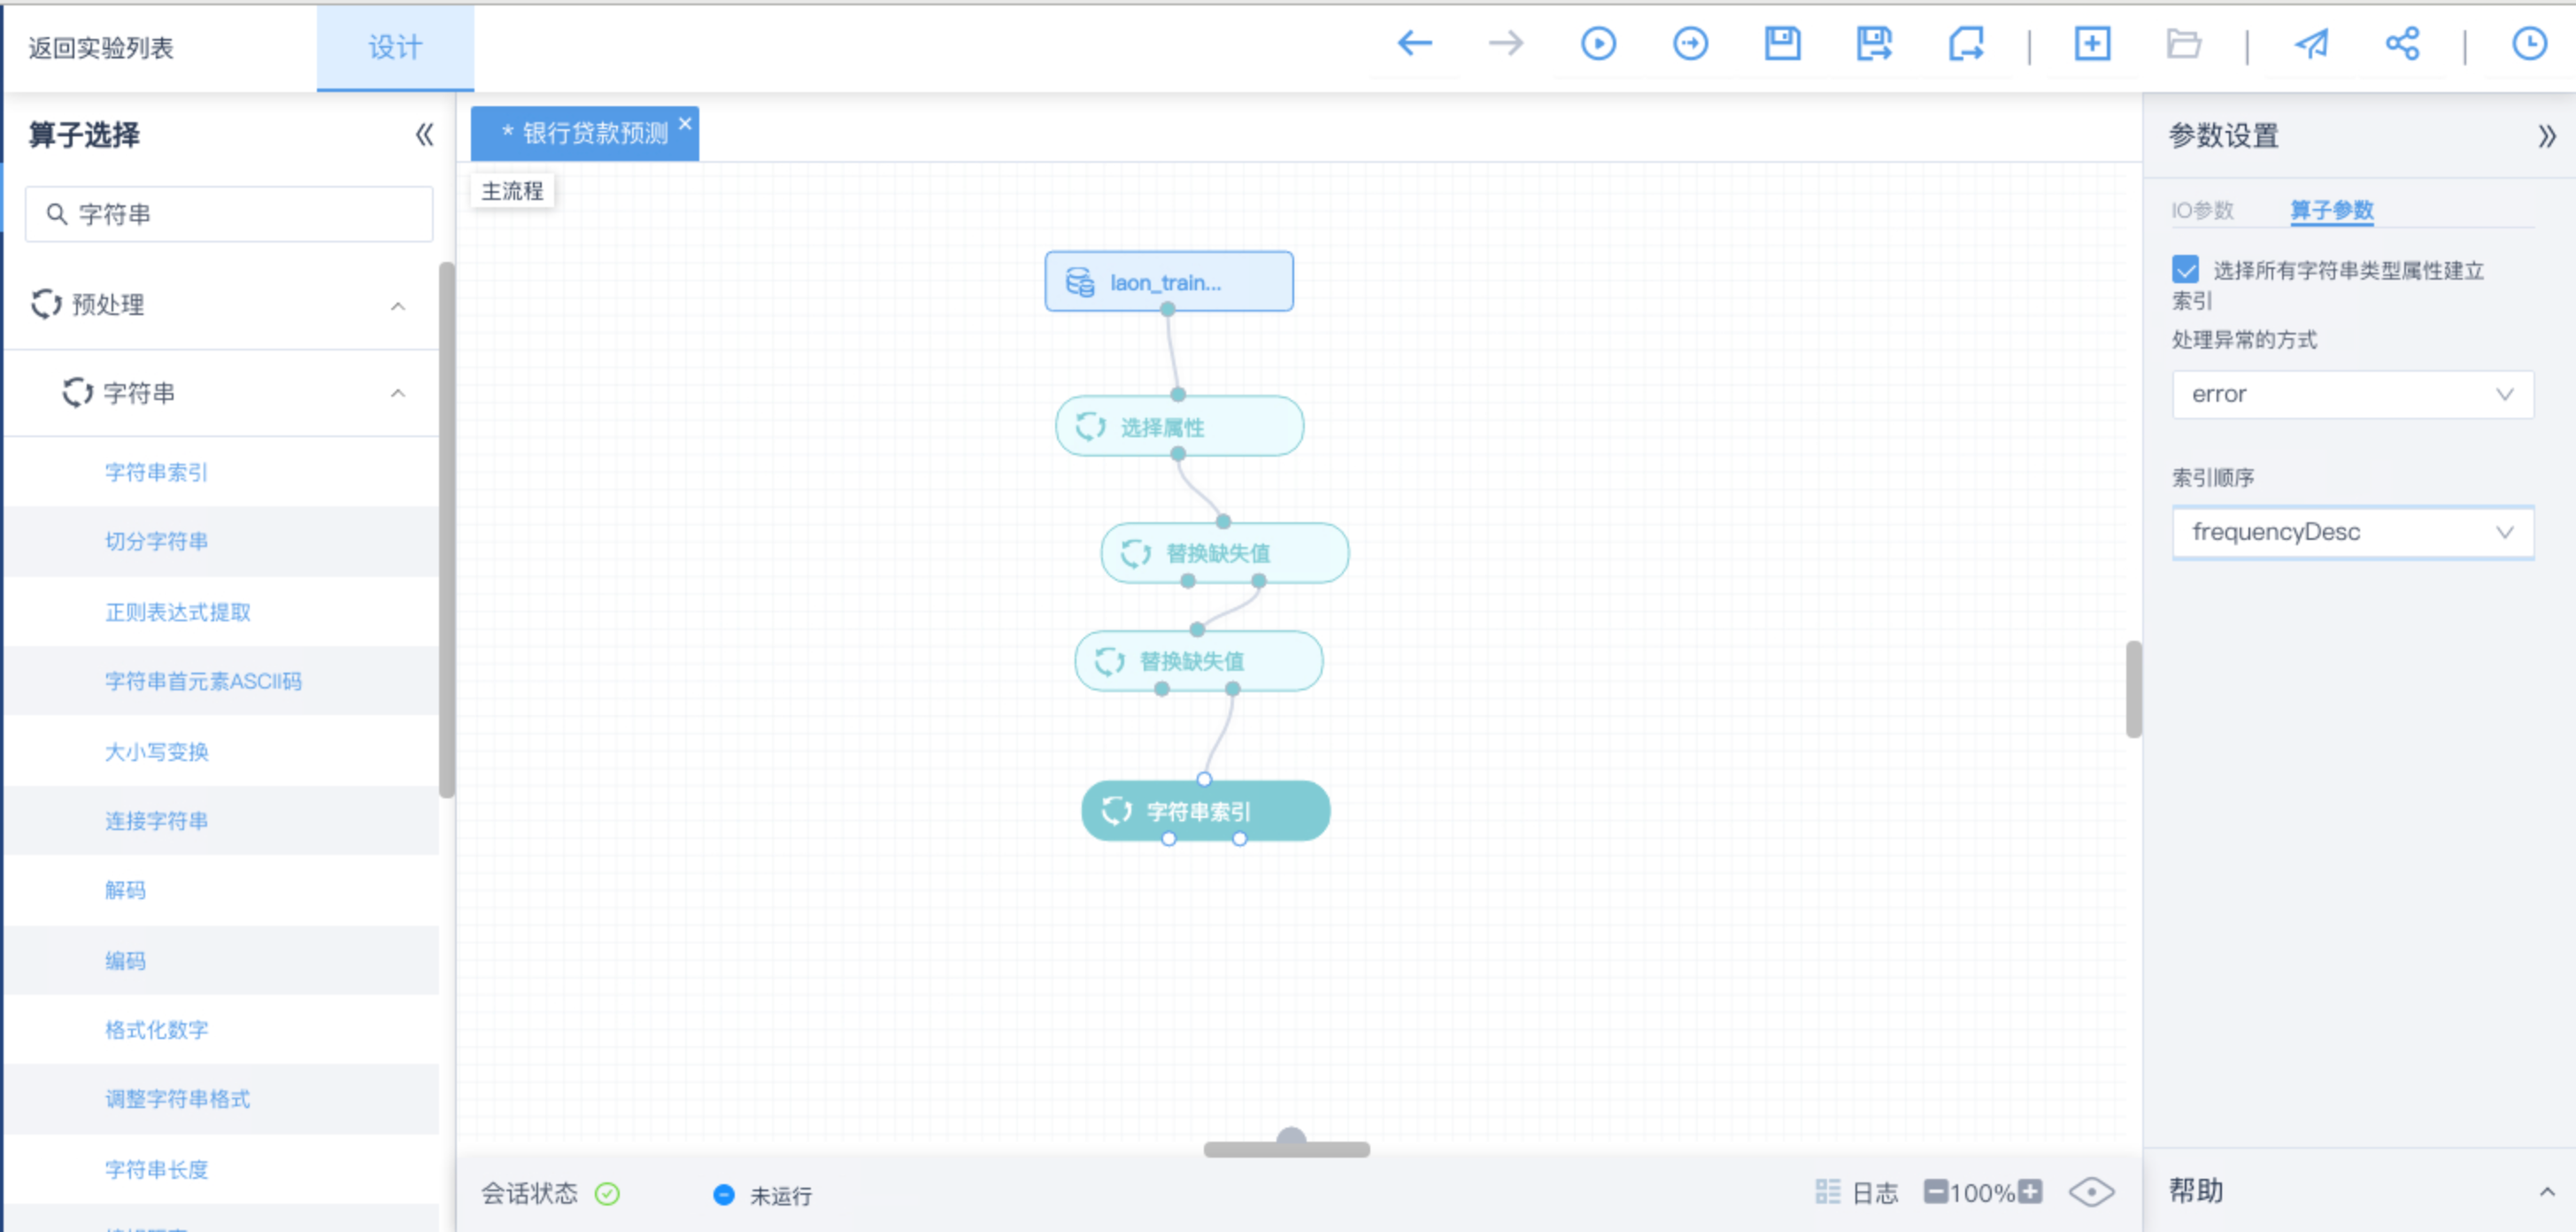 返回实验列表
设计
算子选择
字符串
预处理
字符串
字符串索引
切分字符串
正则表达式提取
字符串首元素ASCII码
大小写变换
连接字符串
解码
编码
格式化数字
调整字符串格式
字符串长度
* 银行贷款预测
主流程
laon_train...
选择属性
替换缺失值
替换缺失值
字符串索引
会话状态
未运行
日志
100%
参数设置
IO参数
算子参数
选择所有字符串类型属性建立
索引
处理异常的方式
error
索引顺序
frequencyDesc
帮助